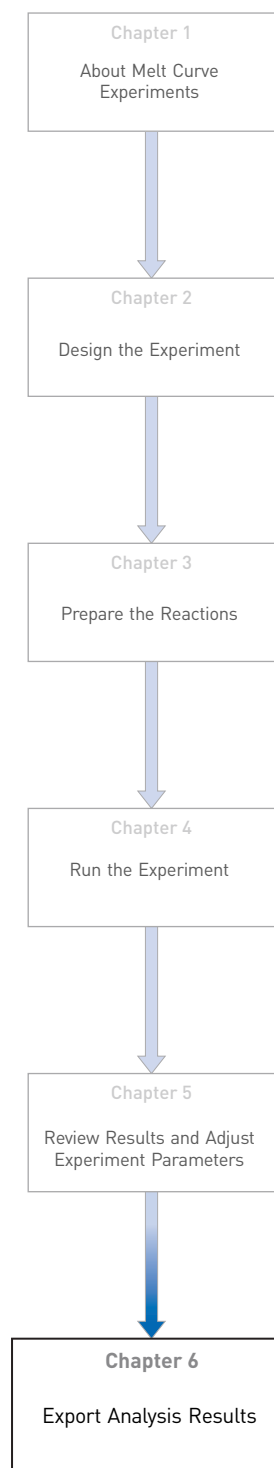 Chapter 1
About Melt Curve
Experiments
Chapter 2
Design the Experiment
Chapter 3
Prepare the Reactions
Chapter 4
Run the Experiment
Chapter 5
Review Results and Adjust
Experiment Parameters
Chapter 6
Export Analysis Results